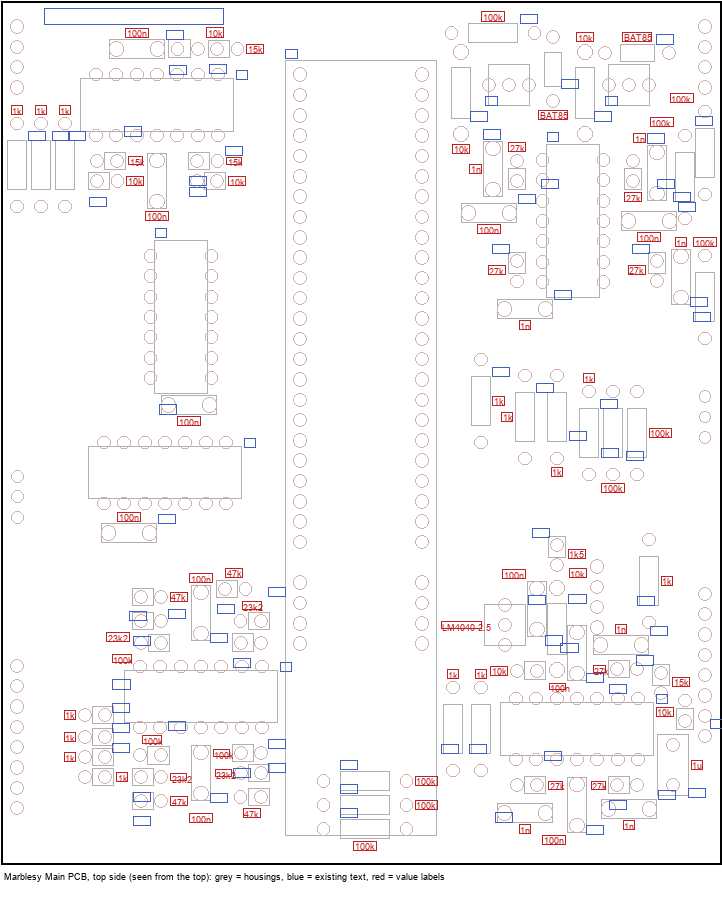 100k
100n
10k
15k
10k
BAT85
1k
1k
1k
100k
BAT85
100k
1n
10k
27k
15k
15k
1n
10k
10k
27k
100n
100n
100n
1n
100k
27k
27k
1n
1k
1k
1k
100n
100k
1k
100k
100n
1k5
47k
100n
100n
10k
1k
47k
23k2
LM4040 2.5
1n
23k2
100k
10k
1k
1k
27k
15k
100n
1k
10k
1k
100k
1k
100k
1u
1k
23k2
23k2
100k
27k
27k
47k
100k
47k
100n
1n
1n
100n
100k
Marblesy Main PCB, top side (seen from the top): grey = housings, blue = existing text, red = value labels